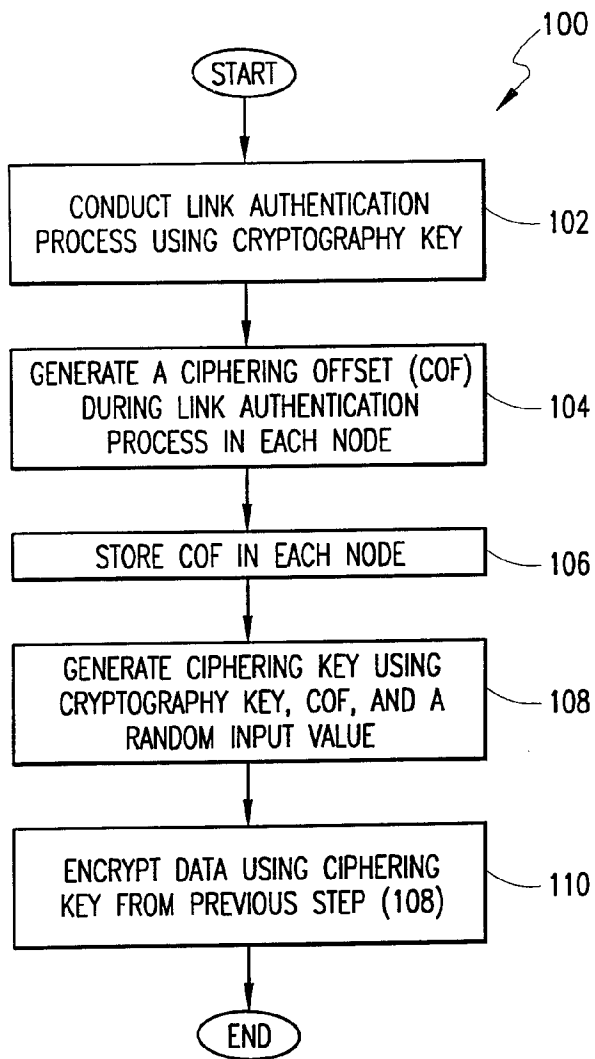 100
START
CONDUCT LINK AUTHENTICATION
PROCESS USING CRYPTOGRAPHY KEY
102
GENERATE A CIPHERING OFFSET (COF)
DURING LINK AUTHENTICATION
PROCESS IN EACH NODE
104
STORE COF IN EACH NODE
106
GENERATE CIPHERING KEY USING
CRYPTOGRAPHY KEY, COF, AND A
RANDOM INPUT VALUE
108
ENCRYPT DATA USING CIPHERING
KEY FROM PREVIOUS STEP (108)
110
END